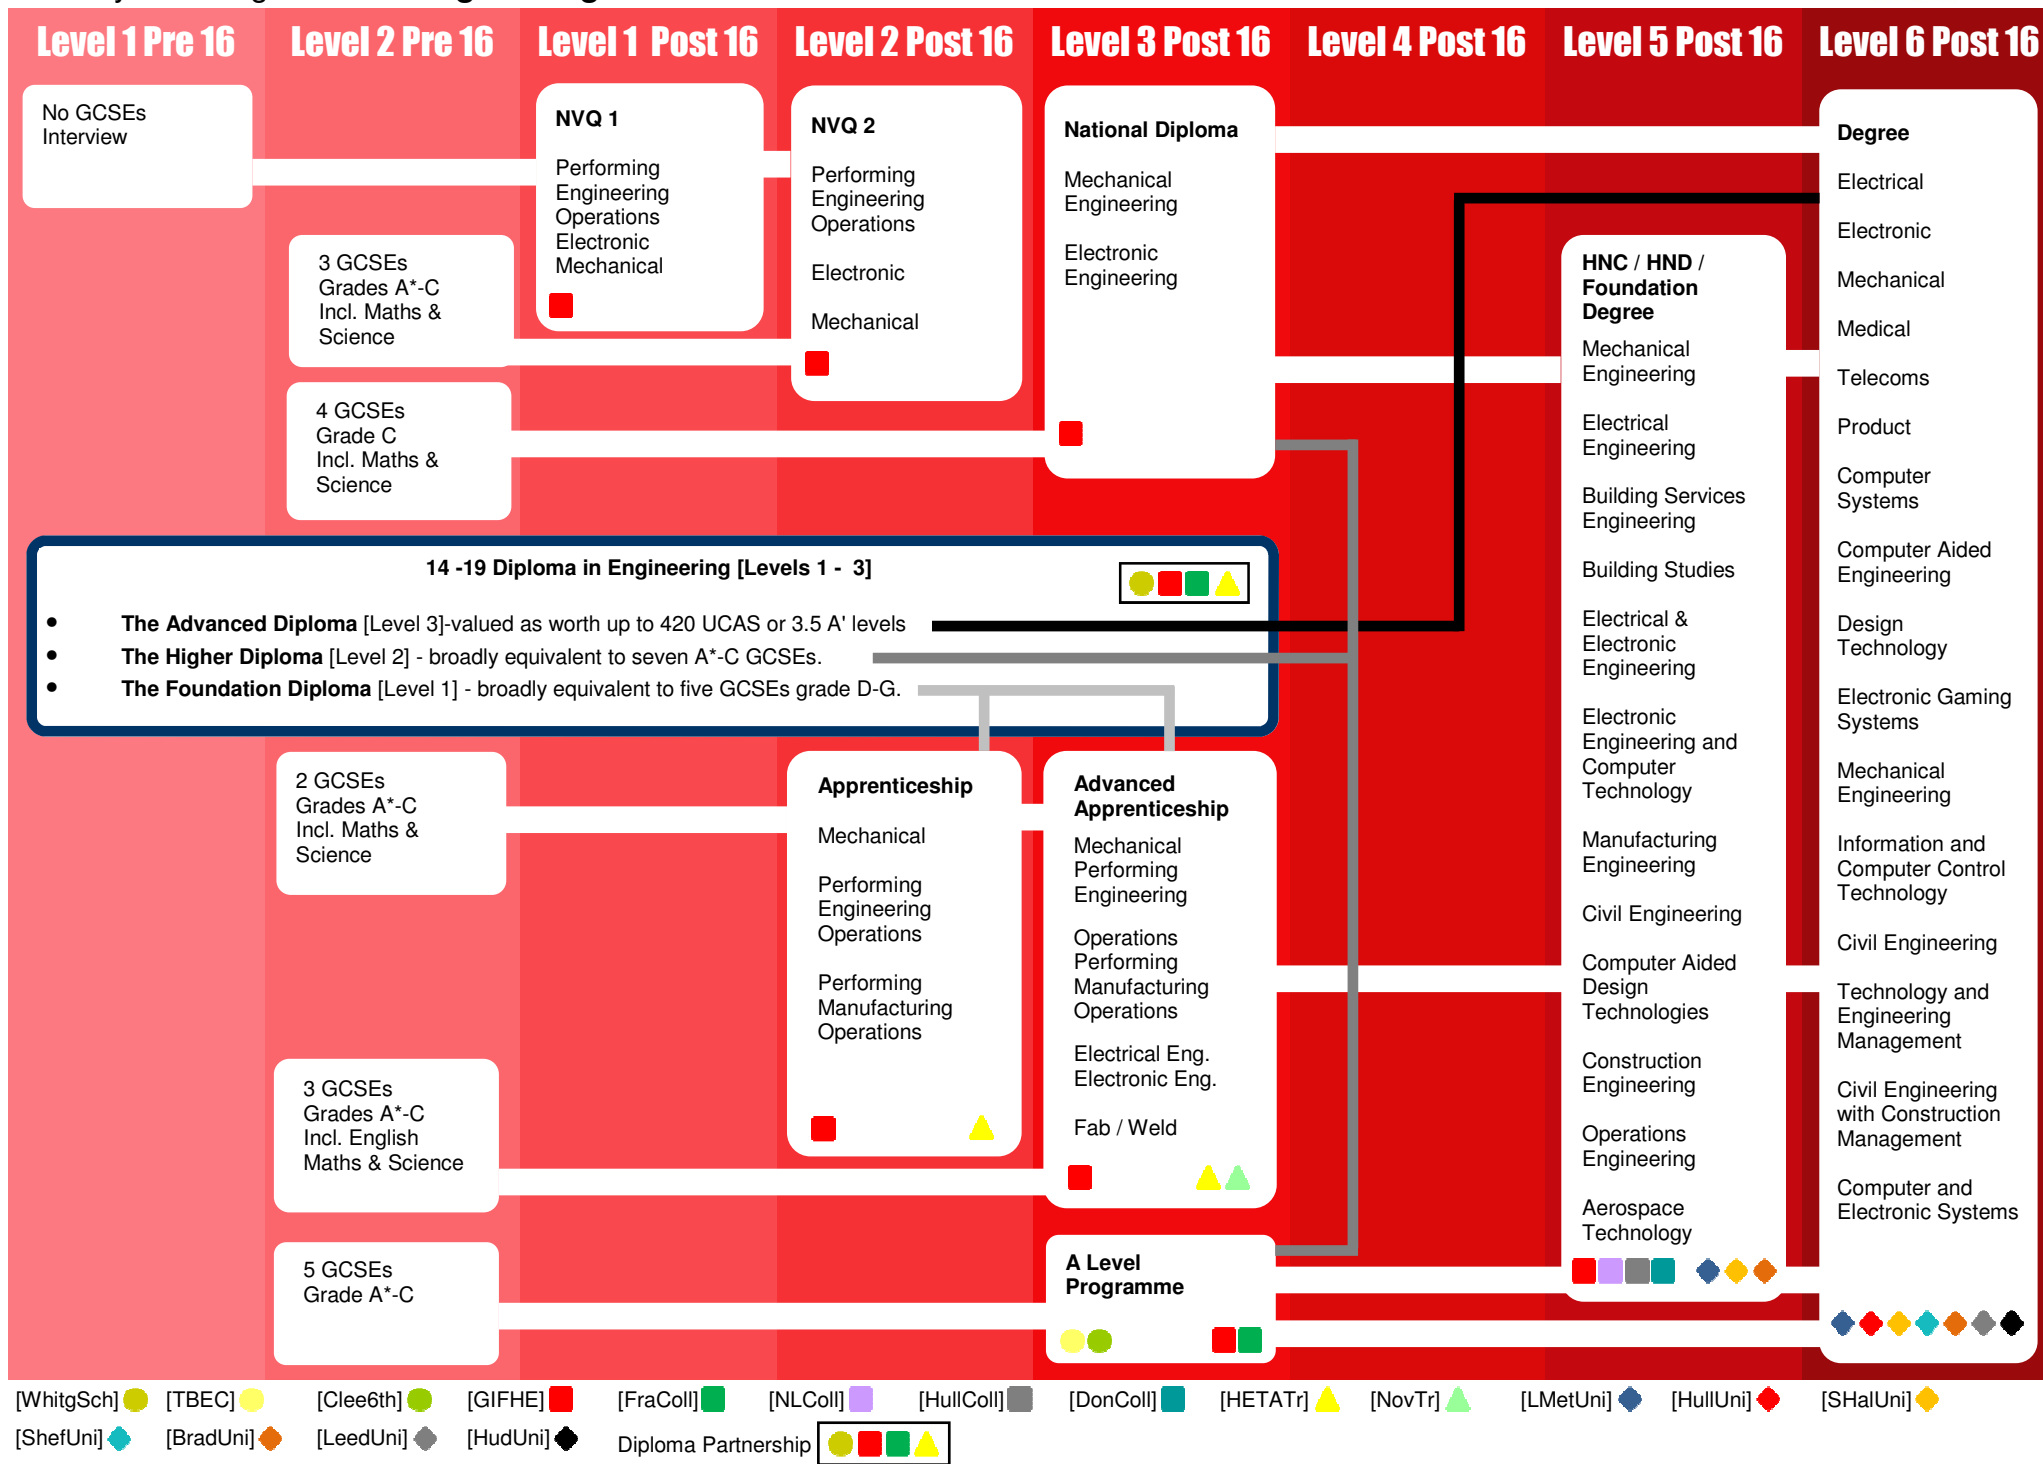 Level 1 Pre 16
Level 2 Pre 16
Level 1 Post 16
Level 2 Post 16
Level 3 Post 16
Level 4 Post 16
Level 5 Post 16
Level 6 Post 16
No GCSEs
Interview
3 GCSEs
Grades A*-C
Incl. Maths &
Science
4 GCSEs
Grade C
Incl. Maths &
Science
NVQ 1
Performing
Engineering
Operations
Electronic
Mechanical
NVQ 2
Performing
Engineering
Operations
Electronic
Mechanical
National Diploma
Mechanical
Engineering
Electronic
Engineering
14 -19 Diploma in Engineering [Levels 1 - 3]
• The Advanced Diploma [Level 3]-valued as worth up to 420 UCAS or 3.5 A' levels
• The Higher Diploma [Level 2] - broadly equivalent to seven A*-C GCSEs.
• The Foundation Diploma [Level 1] - broadly equivalent to five GCSEs grade D-G.
2 GCSEs
Grades A*-C
Incl. Maths &
Science
3 GCSEs
Grades A*-C
Incl. English
Maths & Science
5 GCSEs
Grade A*-C
Apprenticeship
Mechanical
Performing
Engineering
Operations
Performing
Manufacturing
Operations
Advanced
Apprenticeship
Mechanical
Performing
Engineering
Operations
Performing
Manufacturing
Operations
Electrical Eng.
Electronic Eng.
Fab / Weld
A Level
Programme
HNC / HND /
Foundation
Degree
Mechanical
Engineering
Electrical
Engineering
Building Services
Engineering
Building Studies
Electrical &
Electronic
Engineering
Electronic
Engineering and
Computer
Technology
Manufacturing
Engineering
Civil Engineering
Computer Aided
Design
Technologies
Construction
Engineering
Operations
Engineering
Aerospace
Technology
Degree
Electrical
Electronic
Mechanical
Medical
Telecoms
Product
Computer
Systems
Computer Aided
Engineering
Design
Technology
Electronic Gaming
Systems
Mechanical
Engineering
Information and
Computer Control
Technology
Civil Engineering
Technology and
Engineering
Management
Civil Engineering
with Construction
Management
Computer and
Electronic Systems
[WhitgSch] [TBEC] [Clee6th] [GIFHE] [FraColl] [NLColl] [HullColl] [DonColl] [HETATr] [NovTr] [LMetUni] [HullUni] [SHalUni]
[ShefUni] [BradUni] [LeedUni] [HudUni] Diploma Partnership